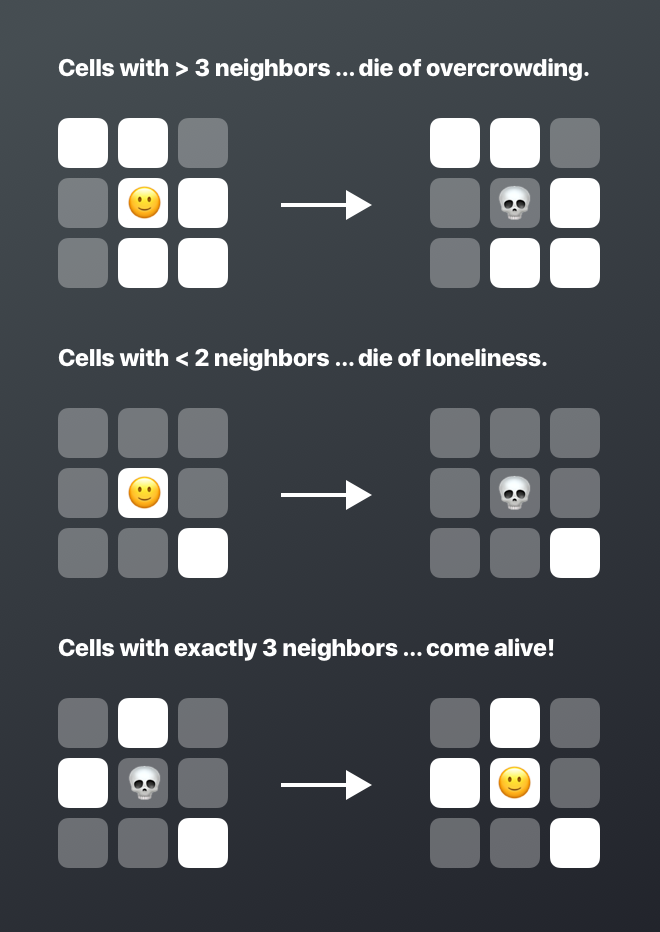 Cells with > 3 neighbors ... die of overcrowding.
Cells with < 2 neighbors ... die of loneliness.
Cells with exactly 3 neighbors ... come alive!